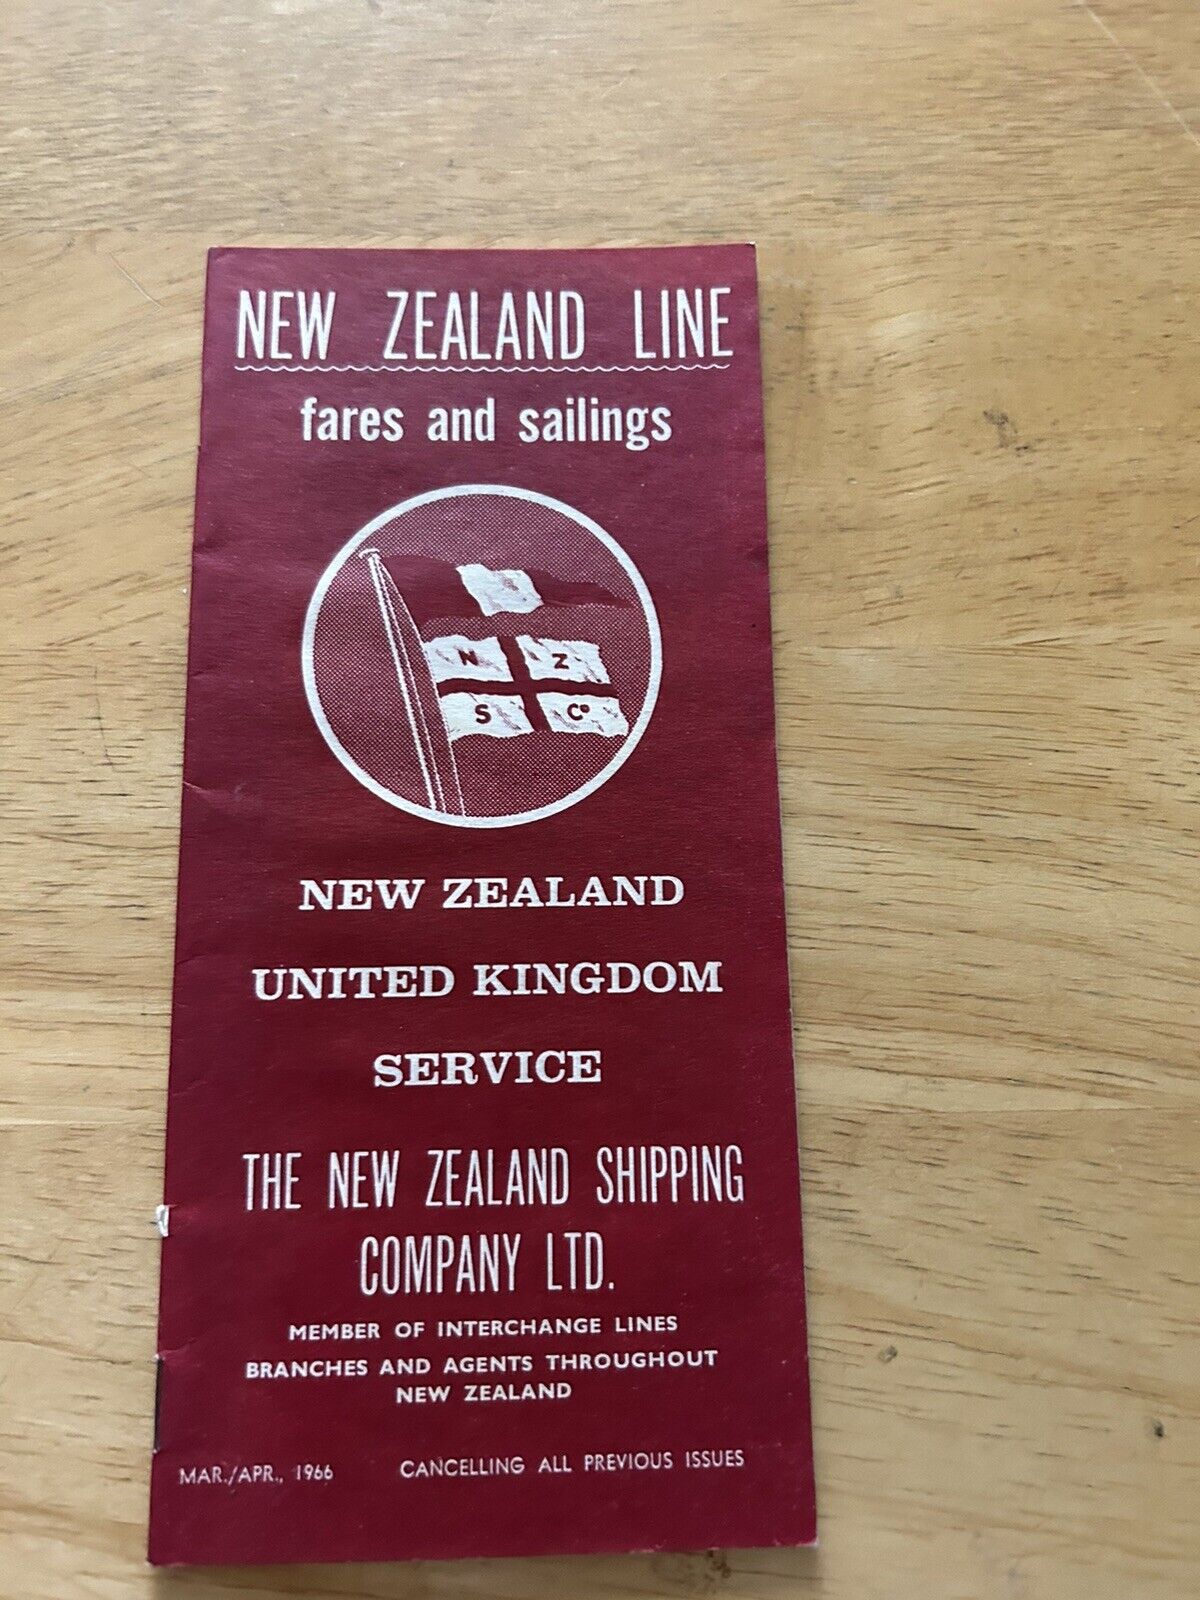 NEW ZEALAND LINE
fares and sailings
N Z
S Co
NEW ZEALAND
UNITED KINGDOM
SERVICE
THE NEW ZEALAND SHIPPING
COMPANY LTD.
MEMBER OF INTERCHANGE LINES
BRANCHES AND AGENTS THROUGHOUT
NEW ZEALAND
MAR./APR., 1966 CANCELLING ALL PREVIOUS ISSUES